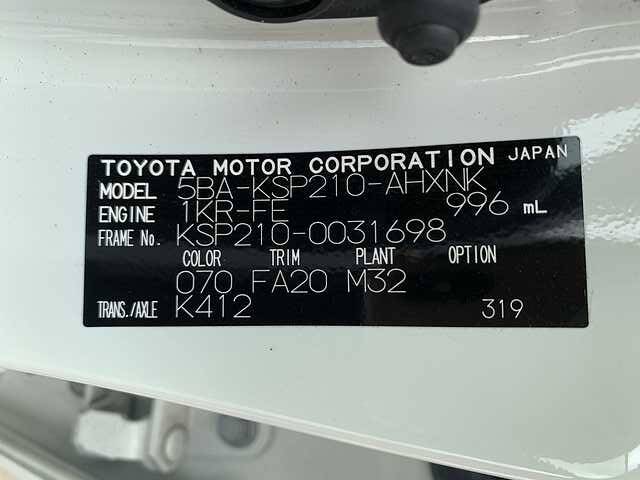 TOYOTA MOTOR CORPORATION JAPAN
MODEL 5BA-KSP210-AHXNK
ENGINE 1KR-FE 996 mL
FRAME No. KSP210-0031698
COLOR TRIM PLANT OPTION
070 FA20 M32
TRANS./AXLE K412 319